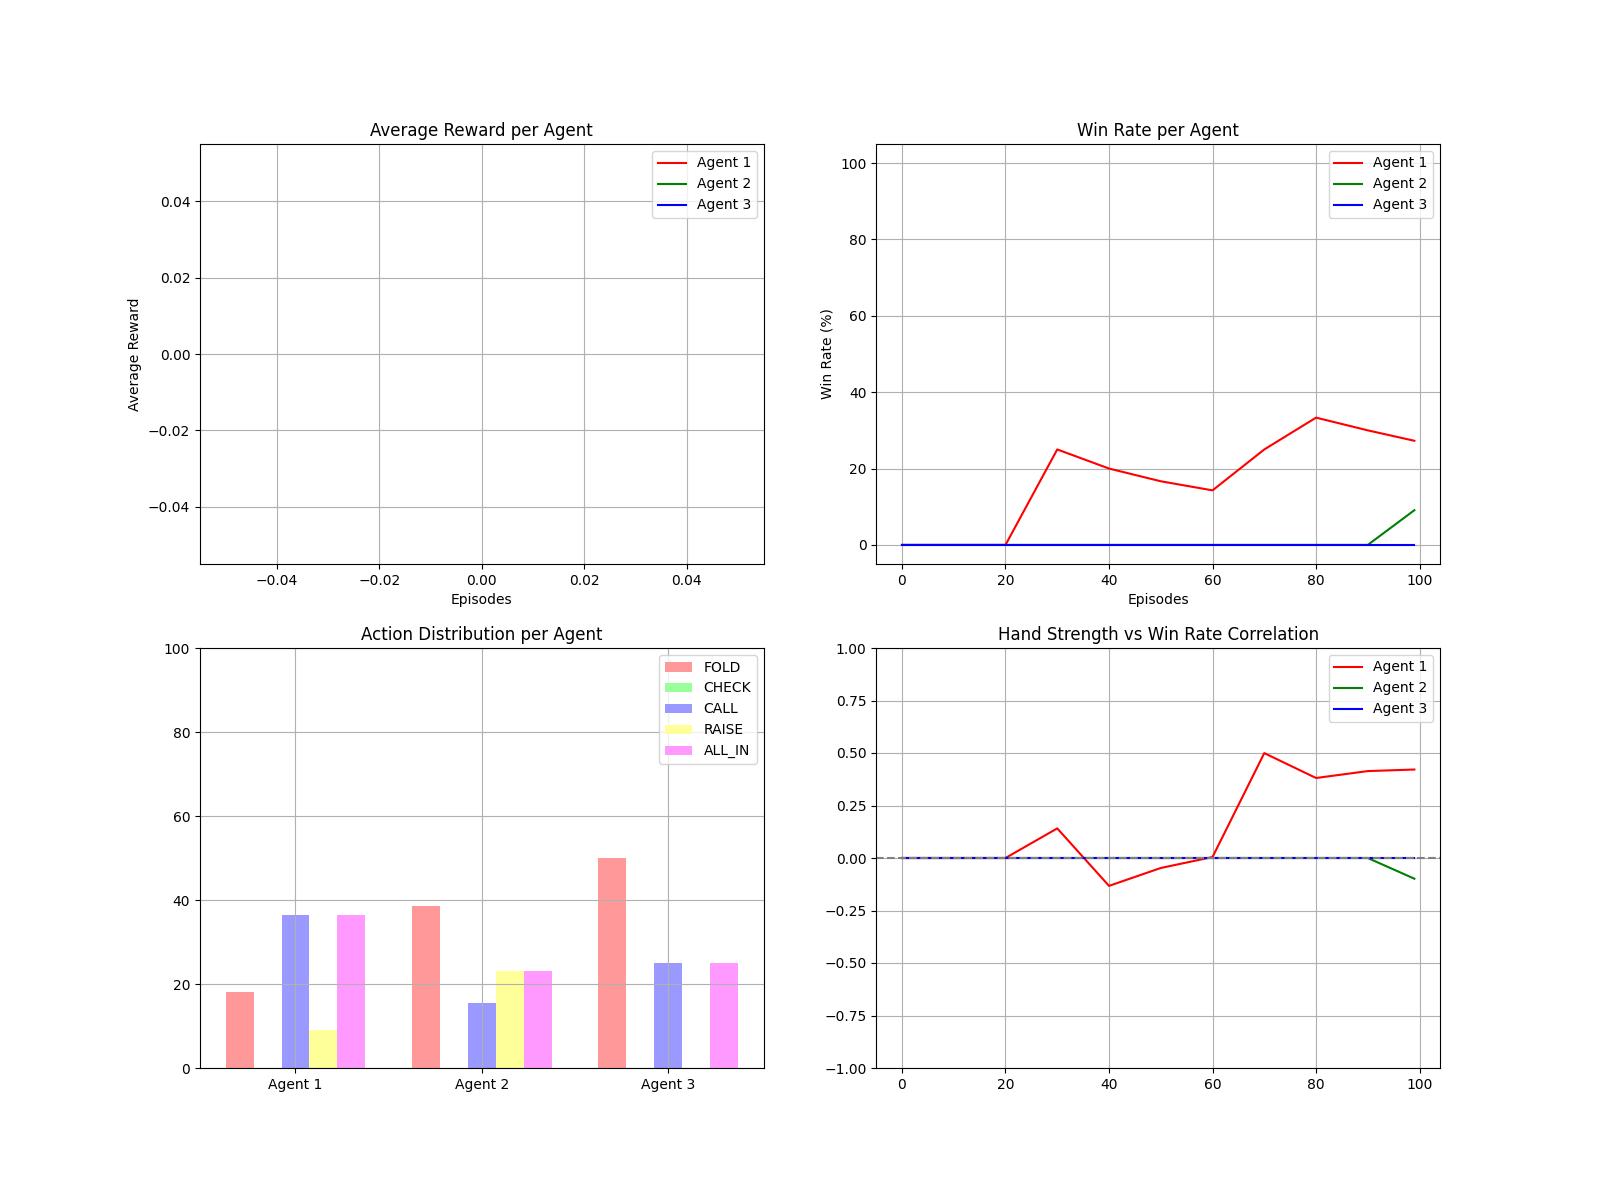 Average Reward per Agent
Average Reward
0.04
0.02
0.00
−0.02
−0.04
Agent 1
Agent 2
Agent 3
−0.04 −0.02 0.00 0.02 0.04
Episodes
Win Rate per Agent
Win Rate (%)
100
80
60
40
20
0
Agent 1
Agent 2
Agent 3
0 20 40 60 80 100
Episodes
Action Distribution per Agent
100
80
60
40
20
0
FOLD
CHECK
CALL
RAISE
ALL_IN
Agent 1 Agent 2 Agent 3
Hand Strength vs Win Rate Correlation
1.00
0.75
0.50
0.25
0.00
−0.25
−0.50
−0.75
−1.00
Agent 1
Agent 2
Agent 3
0 20 40 60 80 100